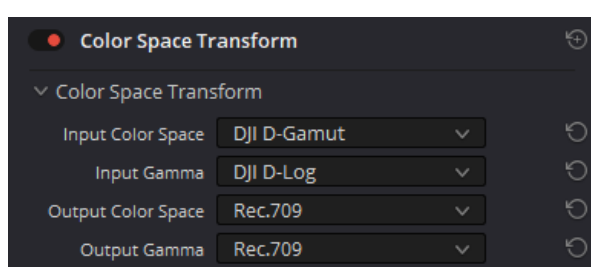 Color Space Transform
Color Space Transform
Input Color Space DJI D-Gamut
Input Gamma DJI D-Log
Output Color Space Rec.709
Output Gamma Rec.709